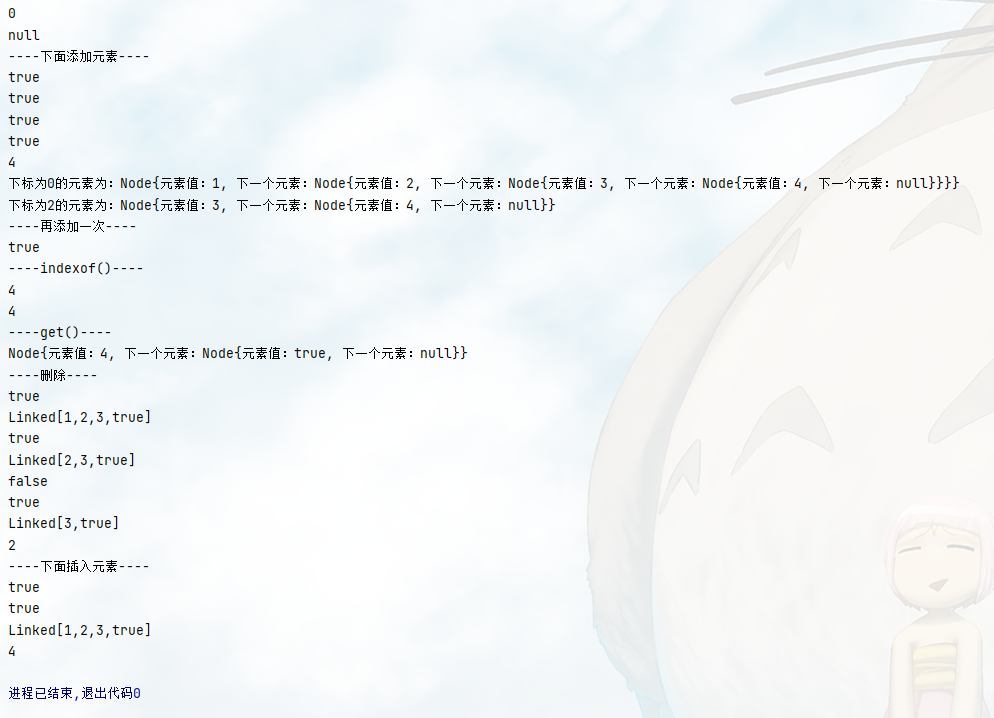 0
null
----下面添加元素----
true
true
true
true
4
下标为0的元素为：Node{元素值：1, 下一个元素：Node{元素值：2, 下一个元素：Node{元素值：3, 下一个元素：Node{元素值：4, 下一个元素：null}}}}
下标为2的元素为：Node{元素值：3, 下一个元素：Node{元素值：4, 下一个元素：null}}
----再添加一次----
true
----indexof()----
4
4
----get()----
Node{元素值：4, 下一个元素：Node{元素值：true, 下一个元素：null}}
----删除----
true
Linked[1,2,3,true]
true
Linked[2,3,true]
false
true
Linked[3,true]
2
----下面插入元素----
true
true
Linked[1,2,3,true]
4
进程已结束,退出代码0